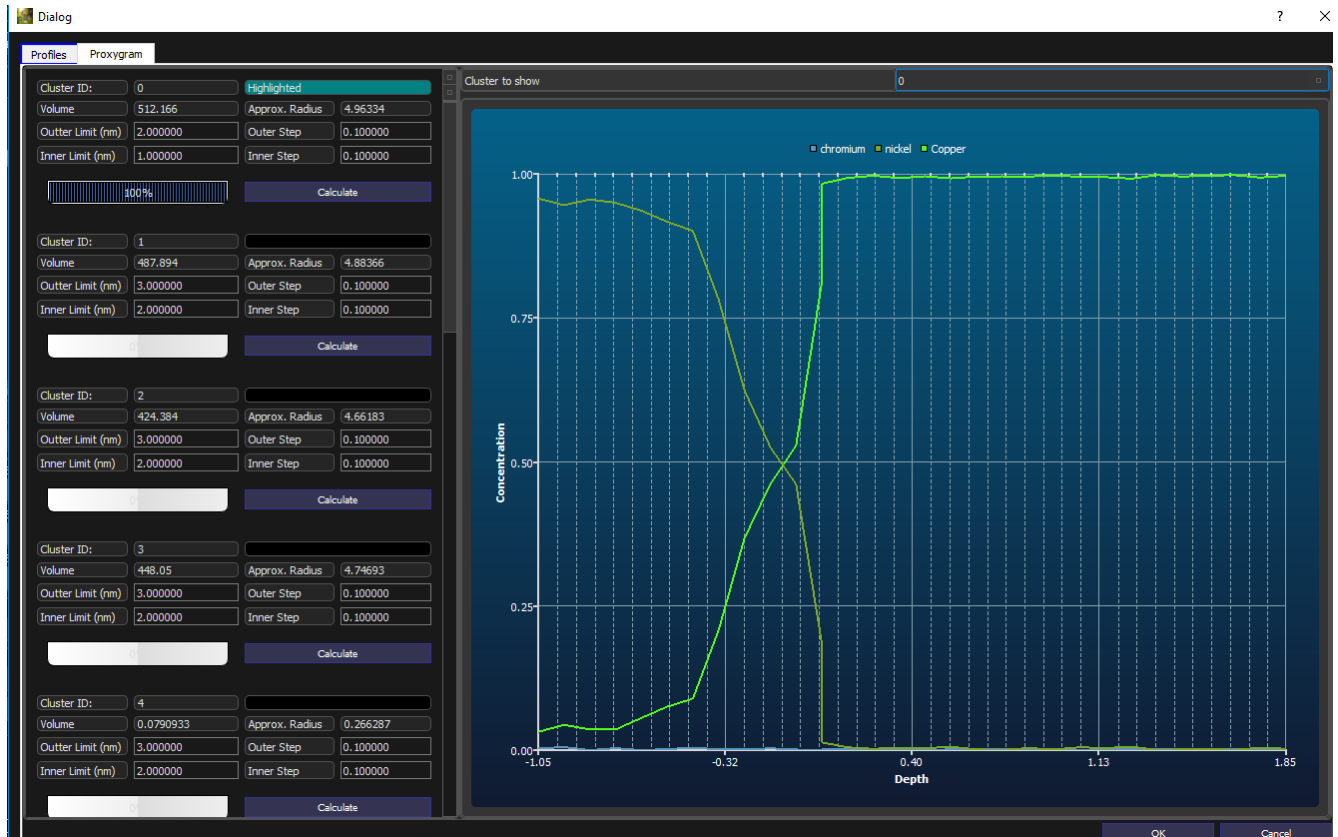 Dialog
? ×
Profiles Proxygram
Cluster ID: 0 Highlighted
Volume 512.166 Approx. Radius 4.96334
Outter Limit (nm) 2.000000 Outer Step 0.100000
Inner Limit (nm) 1.000000 Inner Step 0.100000
100% Calculate
Cluster ID: 1
Volume 487.894 Approx. Radius 4.88366
Outter Limit (nm) 3.000000 Outer Step 0.100000
Inner Limit (nm) 2.000000 Inner Step 0.100000
Calculate
Cluster ID: 2
Volume 424.384 Approx. Radius 4.66183
Outter Limit (nm) 3.000000 Outer Step 0.100000
Inner Limit (nm) 2.000000 Inner Step 0.100000
Calculate
Cluster ID: 3
Volume 448.05 Approx. Radius 4.74693
Outter Limit (nm) 3.000000 Outer Step 0.100000
Inner Limit (nm) 2.000000 Inner Step 0.100000
Calculate
Cluster ID: 4
Volume 0.0790933 Approx. Radius 0.266287
Outter Limit (nm) 3.000000 Outer Step 0.100000
Inner Limit (nm) 2.000000 Inner Step 0.100000
Calculate
Cluster to show 0
chromium nickel Copper
1.00
0.75
0.50
0.25
0.00
Concentration
-1.05 -0.32 0.40 1.13 1.85
Depth
OK Cancel